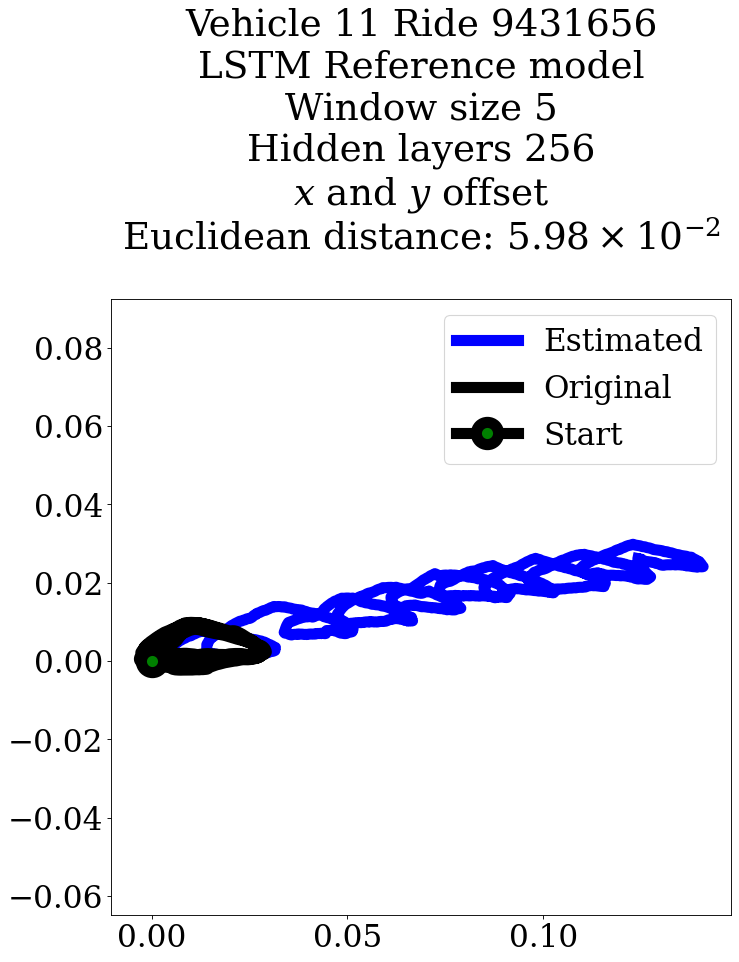 Vehicle 11 Ride 9431656
LSTM Reference model
Window size 5
Hidden layers 256
x and y offset
Euclidean distance: 5.98 × 10⁻²
Estimated
Original
Start
0.08
0.06
0.04
0.02
0.00
−0.02
−0.04
−0.06
0.00 0.05 0.10